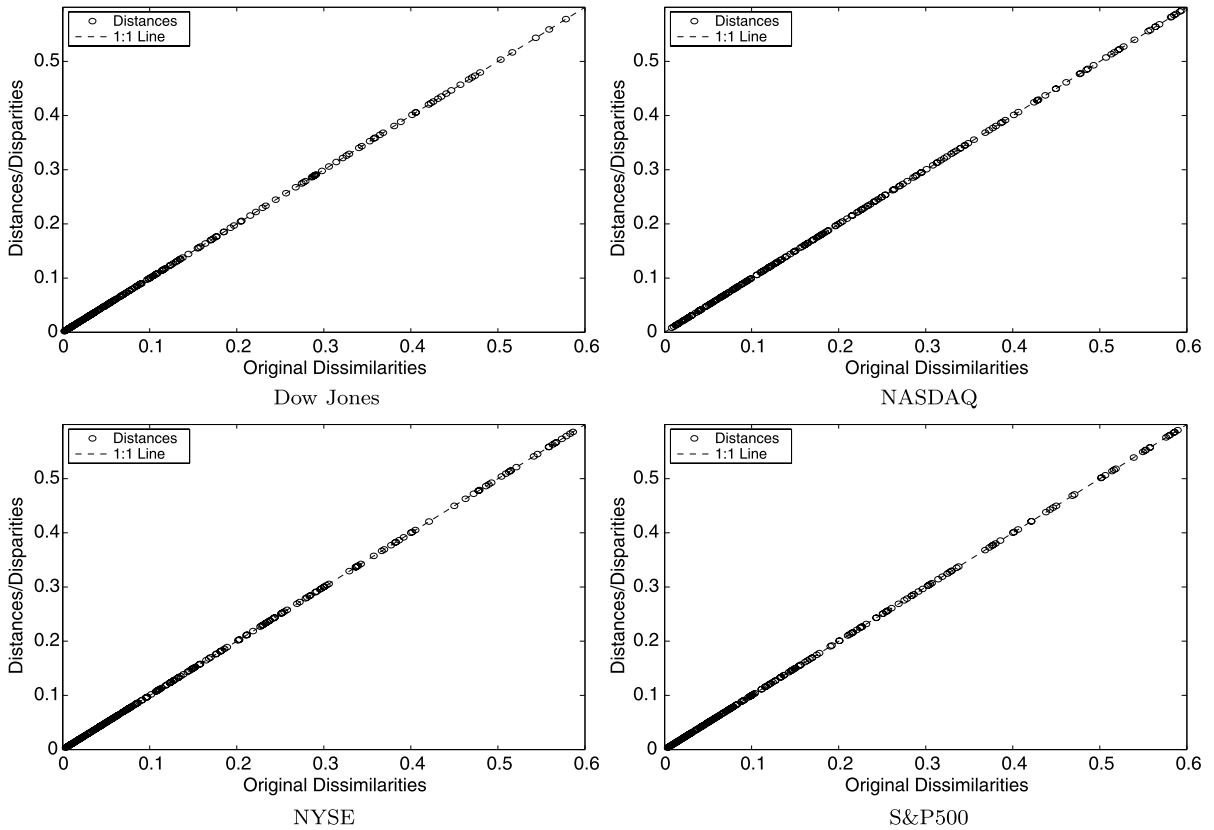 Distances
1:1 Line
Distances/Disparities
0.5
0.4
0.3
0.2
0.1
0
0 0.1 0.2 0.3 0.4 0.5 0.6
Original Dissimilarities
Dow Jones
Distances
1:1 Line
Distances/Disparities
0.5
0.4
0.3
0.2
0.1
0
0 0.1 0.2 0.3 0.4 0.5 0.6
Original Dissimilarities
NASDAQ
Distances
1:1 Line
Distances/Disparities
0.5
0.4
0.3
0.2
0.1
0
0 0.1 0.2 0.3 0.4 0.5 0.6
Original Dissimilarities
NYSE
Distances
1:1 Line
Distances/Disparities
0.5
0.4
0.3
0.2
0.1
0
0 0.1 0.2 0.3 0.4 0.5 0.6
Original Dissimilarities
S&P500